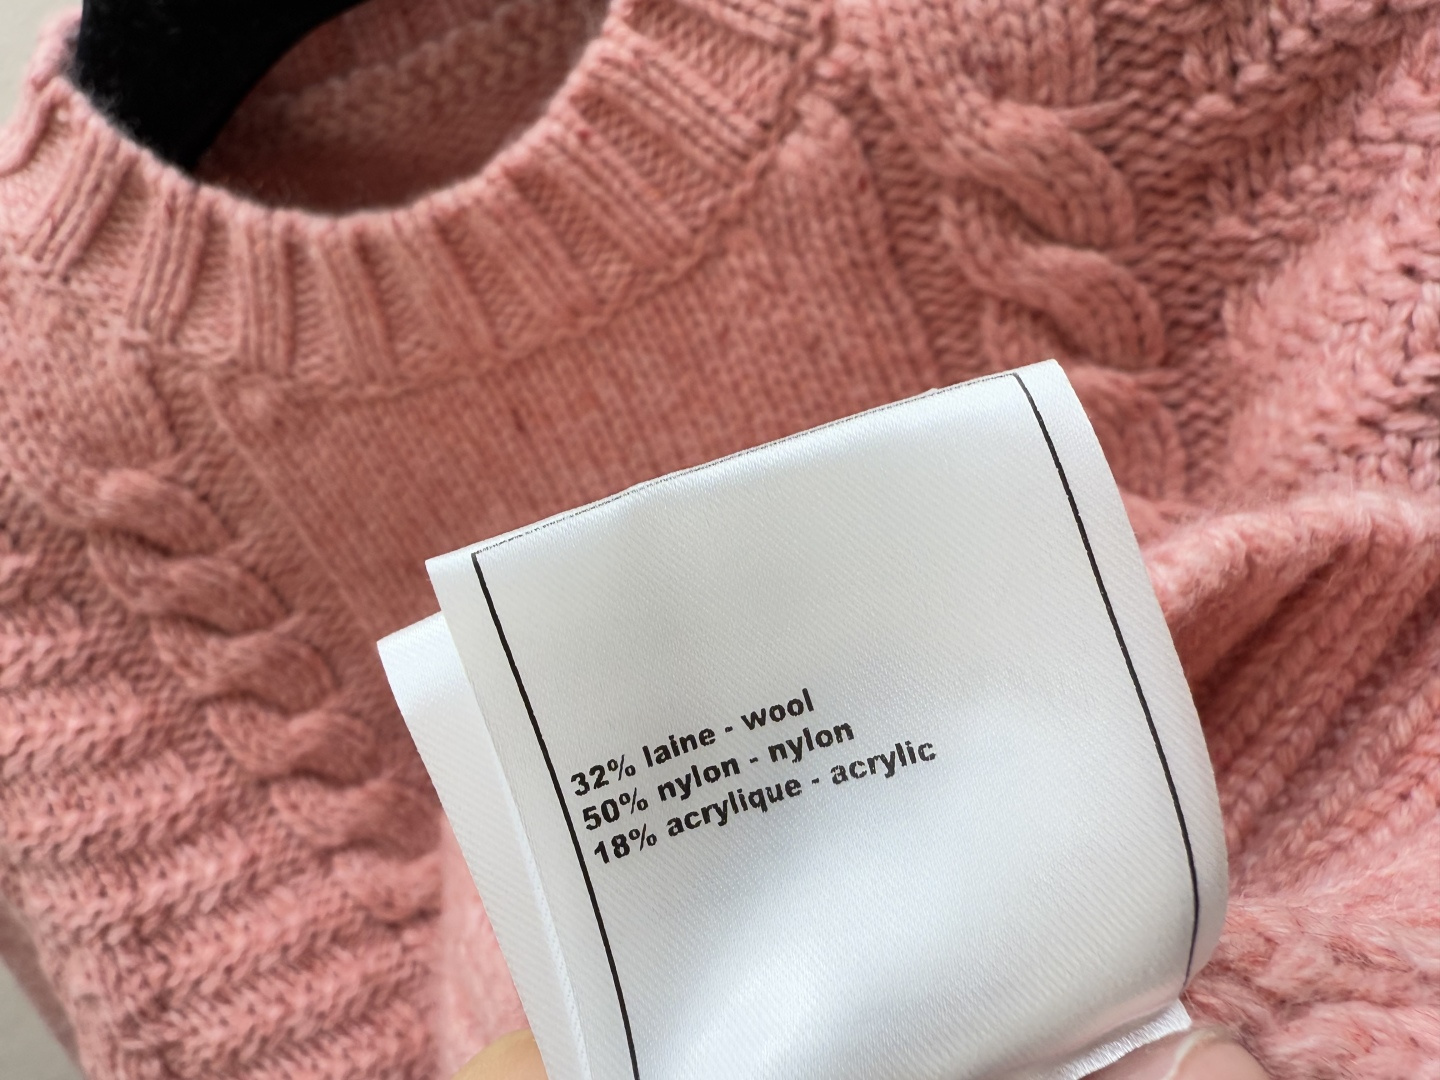 32% laine - wool
50% nylon - nylon
18% acrylique - acrylic